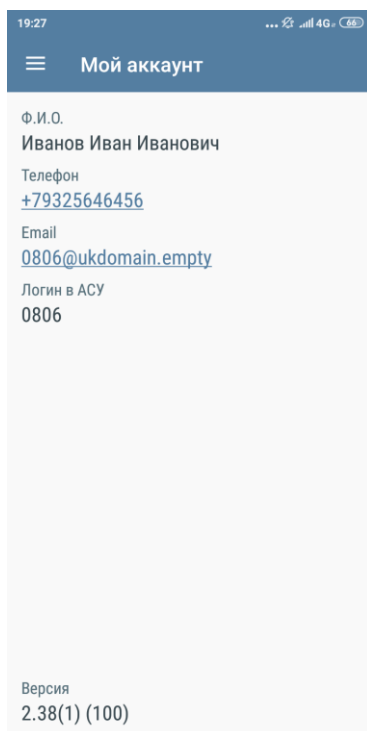 19:27
... 4G 66
Мой аккаунт
Ф.И.О.
Иванов Иван Иванович
Телефон
+79325646456
Email
0806@ukdomain.empty
Логин в АСУ
0806
Версия
2.38(1) (100)